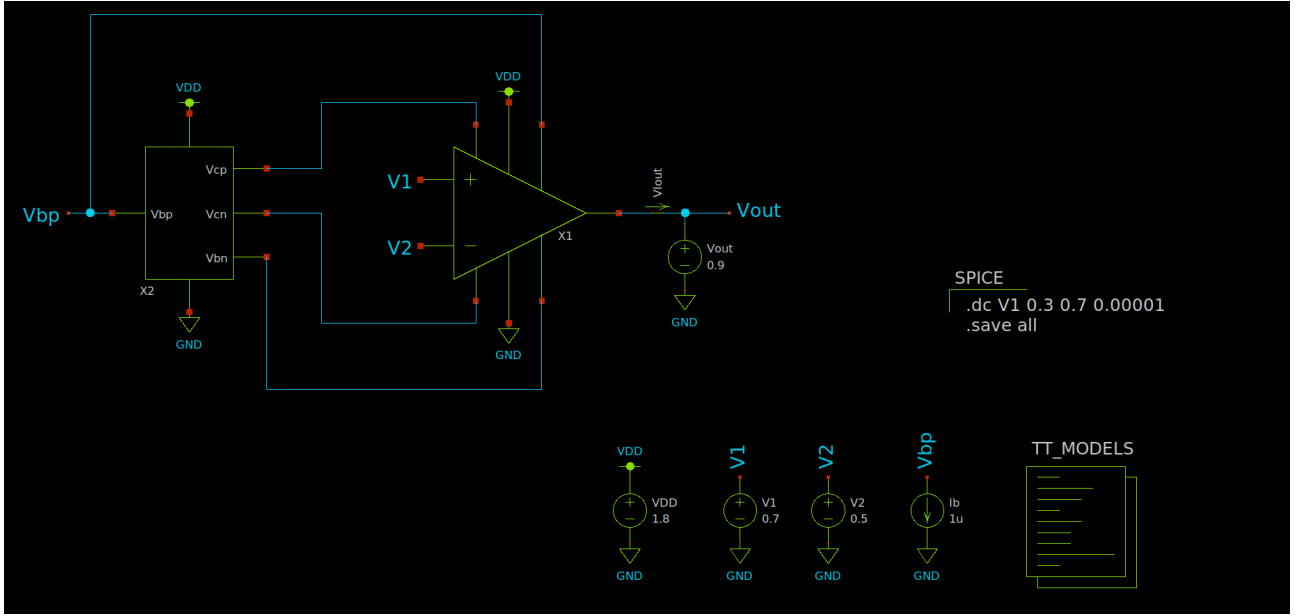 VDD
VDD
Vcp
V1
+
VIout
Vbp
Vbp
Vcn
Vout
X1
V2
−
Vbn
+
−
Vout
0.9
X2
SPICE
.dc V1 0.3 0.7 0.00001
.save all
GND
GND
GND
VDD
V1
V2
Vbp
TT_MODELS
+
−
VDD
1.8
+
−
V1
0.7
+
−
V2
0.5
Ib
1u
GND
GND
GND
GND